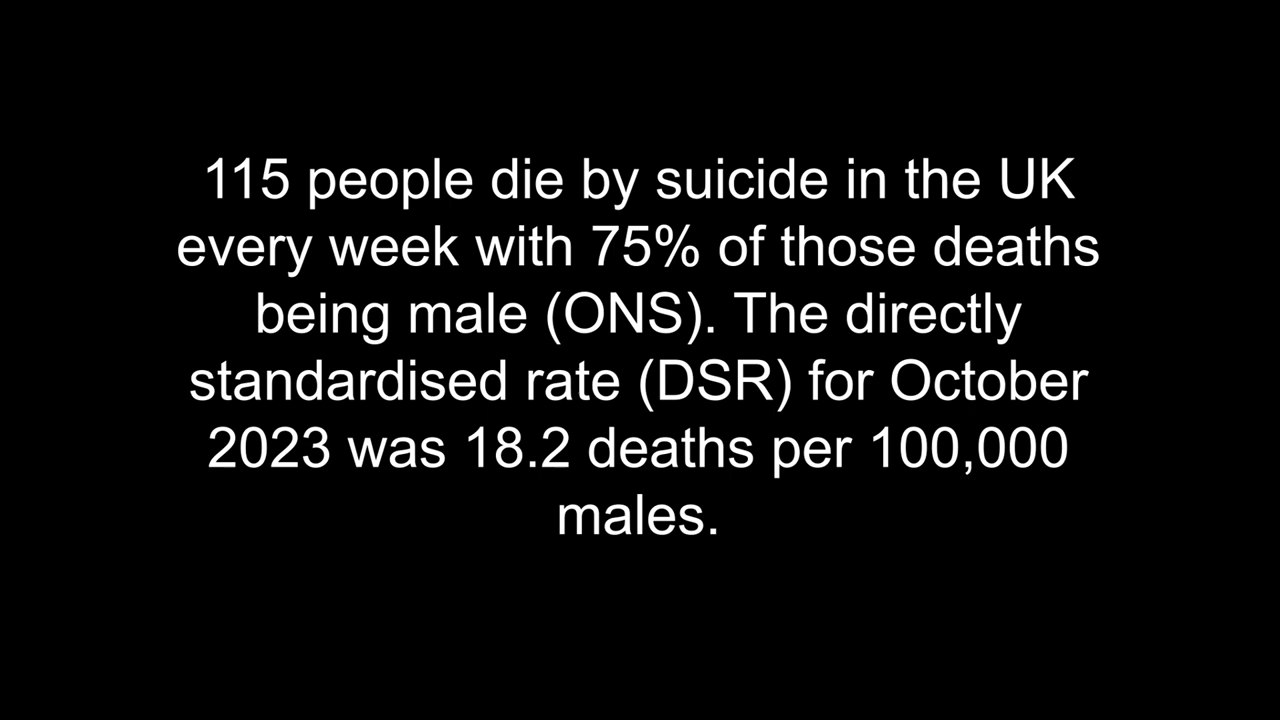 115 people die by suicide in the UK
every week with 75% of those deaths
being male (ONS). The directly
standardised rate (DSR) for October
2023 was 18.2 deaths per 100,000
males.